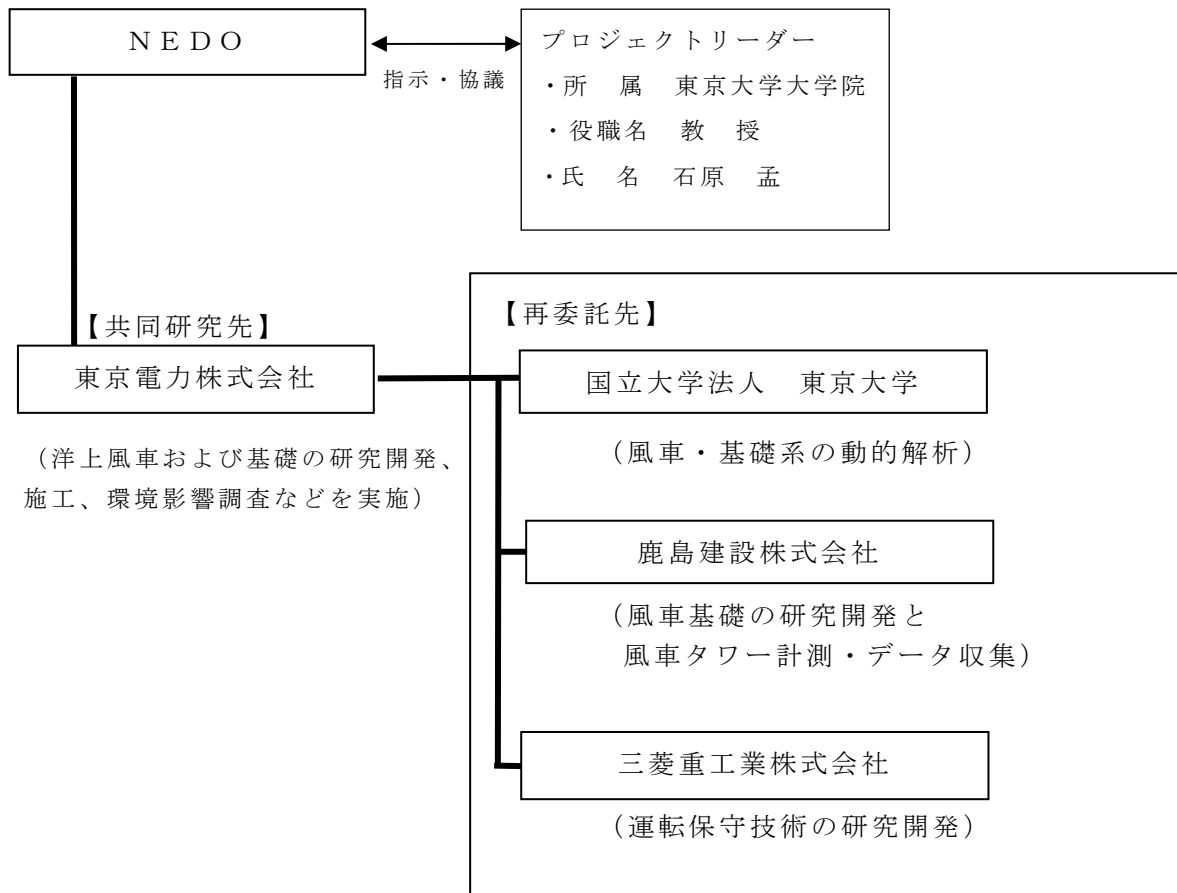 ＮＥＤＯ
指示・協議
プロジェクトリーダー
・所　属　東京大学大学院
・役職名　教　授
・氏　名　石原　孟
【共同研究先】
東京電力株式会社
（洋上風車および基礎の研究開発、
施工、環境影響調査などを実施）
【再委託先】
国立大学法人　東京大学
（風車・基礎系の動的解析）
鹿島建設株式会社
（風車基礎の研究開発と
風車タワー計測・データ収集）
三菱重工業株式会社
（運転保守技術の研究開発）